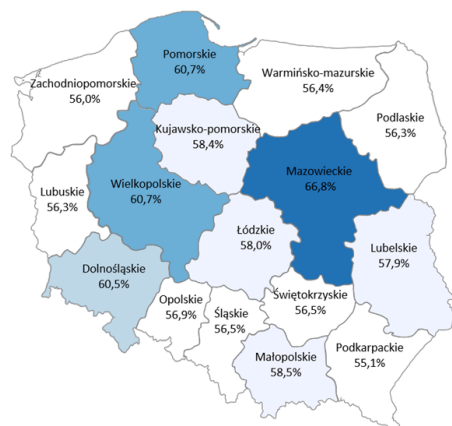 Pomorskie
60,7%
Zachodniopomorskie
56,0%
Warmińsko-mazurskie
56,4%
Podlaskie
56,3%
Kujawsko-pomorskie
58,4%
Mazowieckie
66,8%
Wielkopolskie
60,7%
Lubuskie
56,3%
Łódzkie
58,0%
Lubelskie
57,9%
Dolnośląskie
60,5%
Opolskie
56,9%
Śląskie
56,5%
Świętokrzyskie
56,5%
Małopolskie
58,5%
Podkarpackie
55,1%